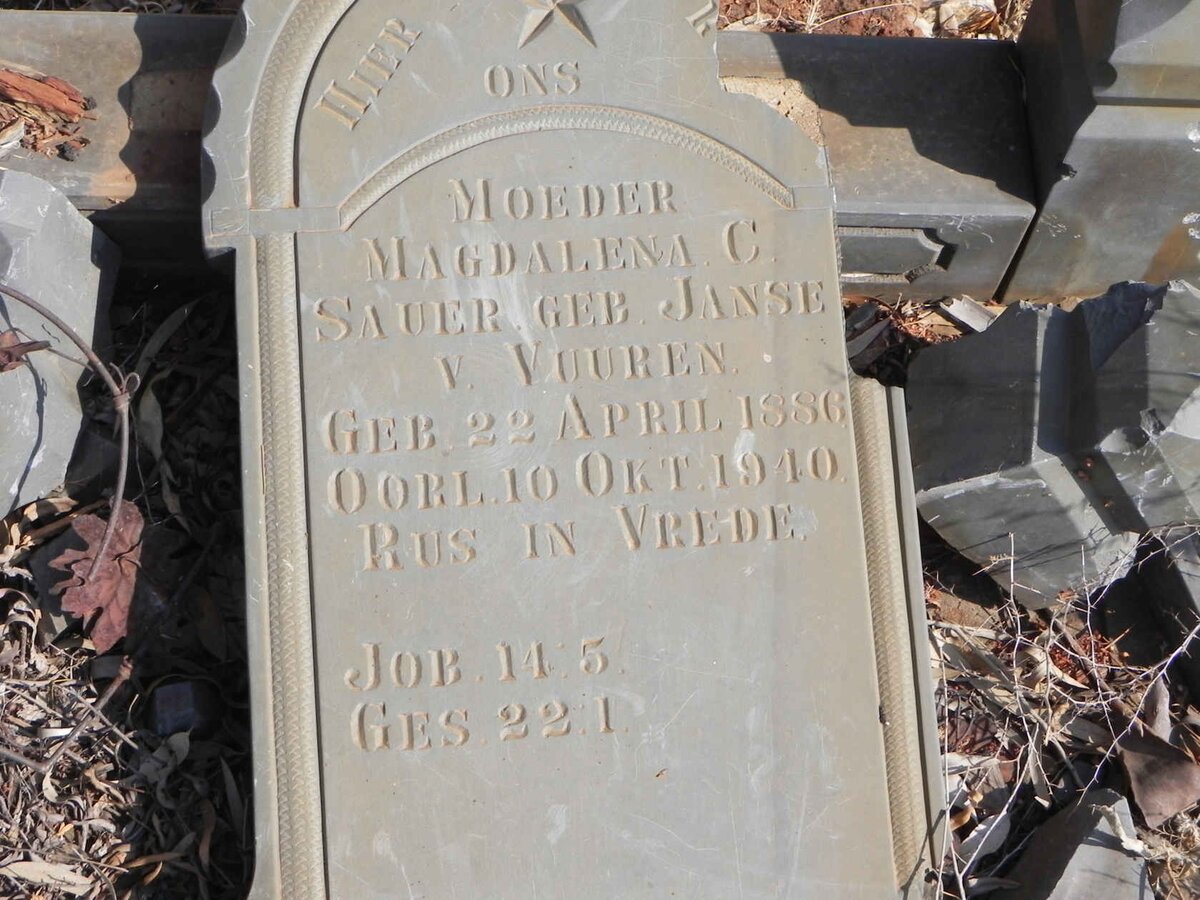 HIER
ONS
MOEDER
MAGDALENA. C.
SAUER GEB. JANSE
V. VUUREN.
GEB. 22 APRIL 1886
OORL. 10 OKT. 1940.
RUS IN VREDE.
JOB. 14:5.
GES. 22:1.